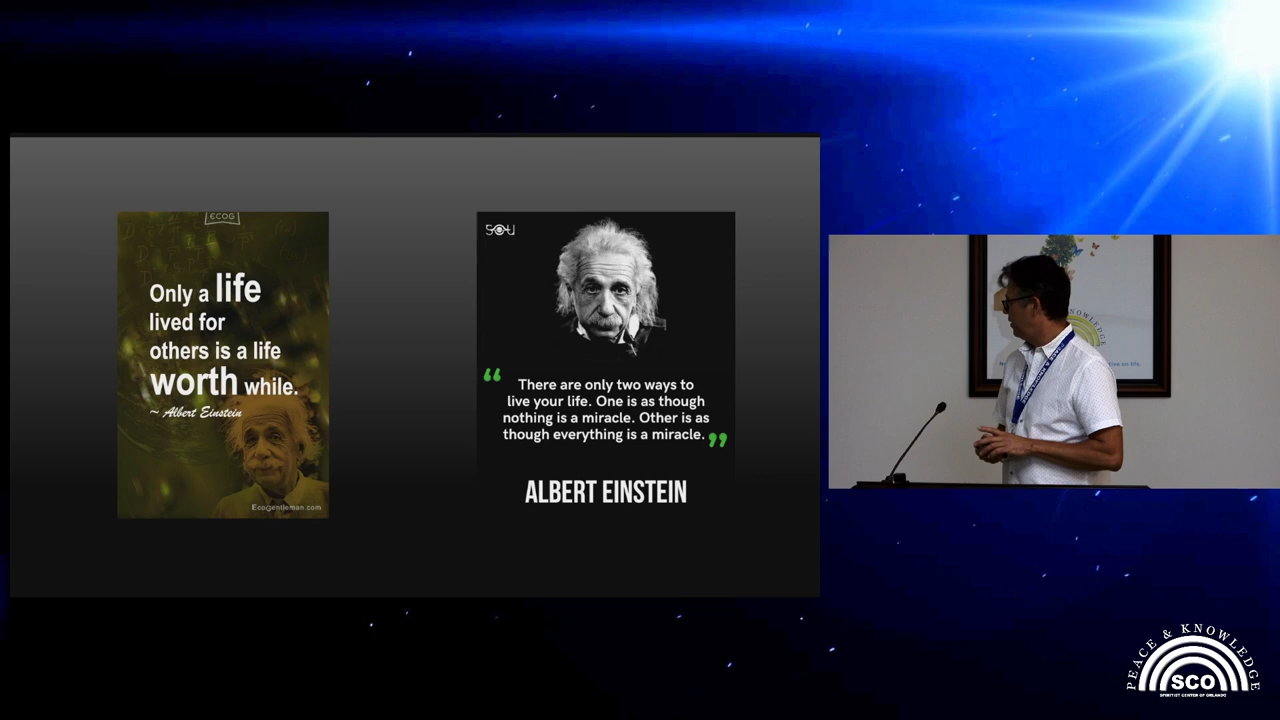 ECOG
Only a life
lived for
others is a life
worth while.
~ Albert Einstein
Ecogentleman.com
SOU
“ There are only two ways to
live your life. One is as though
nothing is a miracle. Other is as
though everything is a miracle. ”
ALBERT EINSTEIN
PEACE & KNOWLEDGE
SCO
SPIRITIST CENTER OF ORLANDO